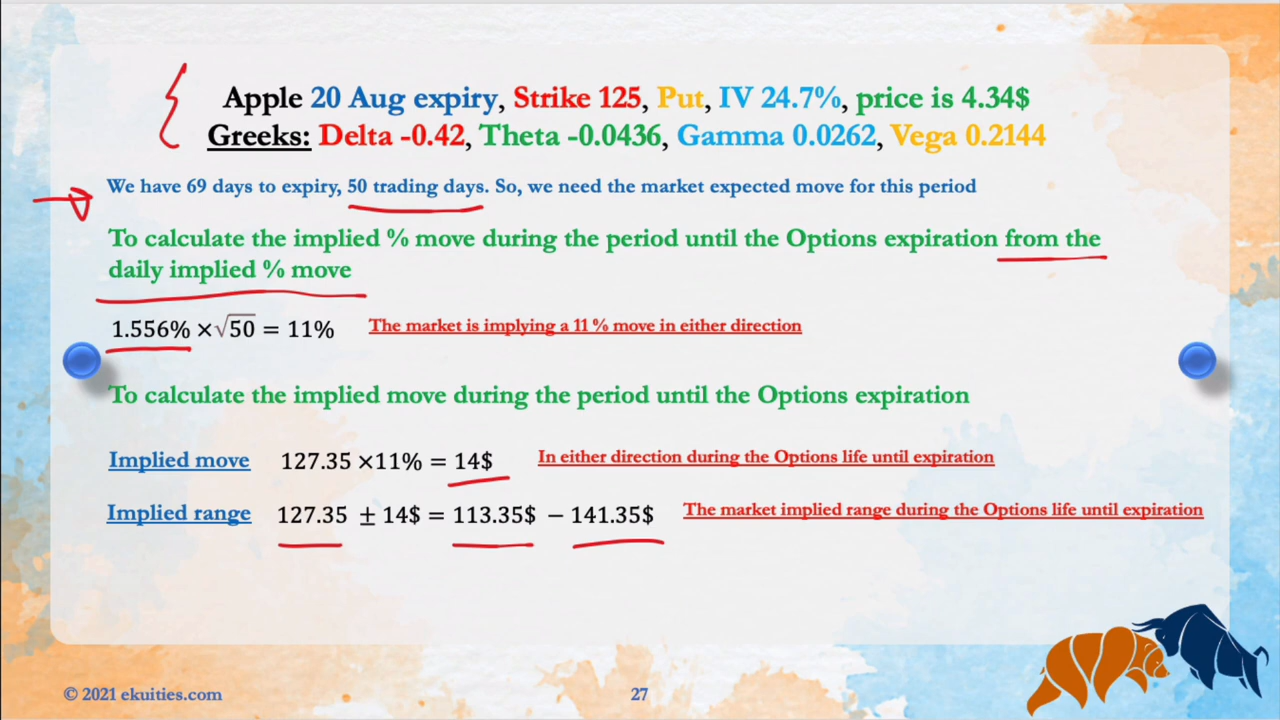 Apple 20 Aug expiry, Strike 125, Put, IV 24.7%, price is 4.34$
Greeks: Delta -0.42, Theta -0.0436, Gamma 0.0262, Vega 0.2144
We have 69 days to expiry, 50 trading days. So, we need the market expected move for this period
To calculate the implied % move during the period until the Options expiration from the
daily implied % move
1.556% ×√50 = 11% The market is implying a 11 % move in either direction
To calculate the implied move during the period until the Options expiration
Implied move 127.35 ×11% = 14$ In either direction during the Options life until expiration
Implied range 127.35 ± 14$ = 113.35$ − 141.35$ The market implied range during the Options life until expiration
© 2021 ekuities.com 27